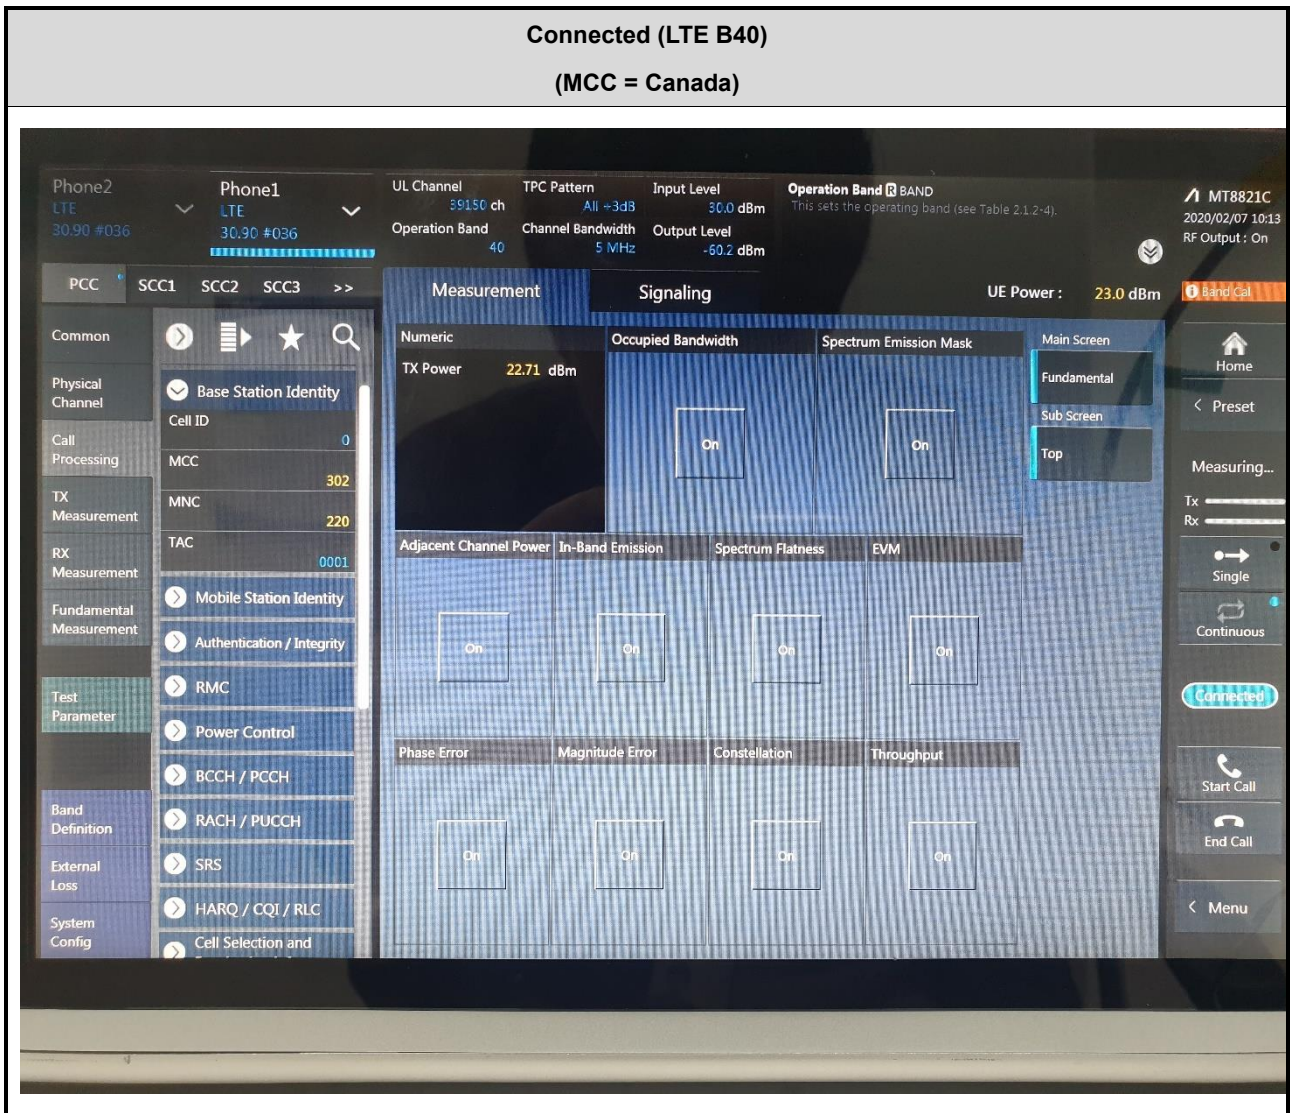 Connected (LTE B40)
(MCC = Canada)
Phone2
LTE
30.90 #036
Phone1
LTE
30.90 #036
UL Channel
39150 ch
Operation Band
40
TPC Pattern
All +3dB
Channel Bandwidth
5 MHz
Input Level
30.0 dBm
Output Level
-60.2 dBm
Operation Band R BAND
This sets the operating band (see Table 2.1.2-4).
MT8821C
2020/02/07 10:13
RF Output : On
PCC SCC1 SCC2 SCC3 >>
Measurement Signaling
UE Power : 23.0 dBm
Band Cal
Common
Physical
Channel
Call
Processing
TX
Measurement
RX
Measurement
Fundamental
Measurement
Test
Parameter
Band
Definition
External
Loss
System
Config
Base Station Identity
Cell ID
0
MCC
302
MNC
220
TAC
0001
Mobile Station Identity
Authentication / Integrity
RMC
Power Control
BCCH / PCCH
RACH / PUCCH
SRS
HARQ / CQI / RLC
Cell Selection and
Numeric
TX Power 22.71 dBm
Occupied Bandwidth
On
Spectrum Emission Mask
On
Adjacent Channel Power
On
In-Band Emission
On
Spectrum Flatness
On
EVM
On
Phase Error
On
Magnitude Error
On
Constellation
On
Throughput
On
Main Screen
Fundamental
Sub Screen
Top
Home
< Preset
Measuring...
Tx
Rx
Single
Continuous
Connected
Start Call
End Call
< Menu